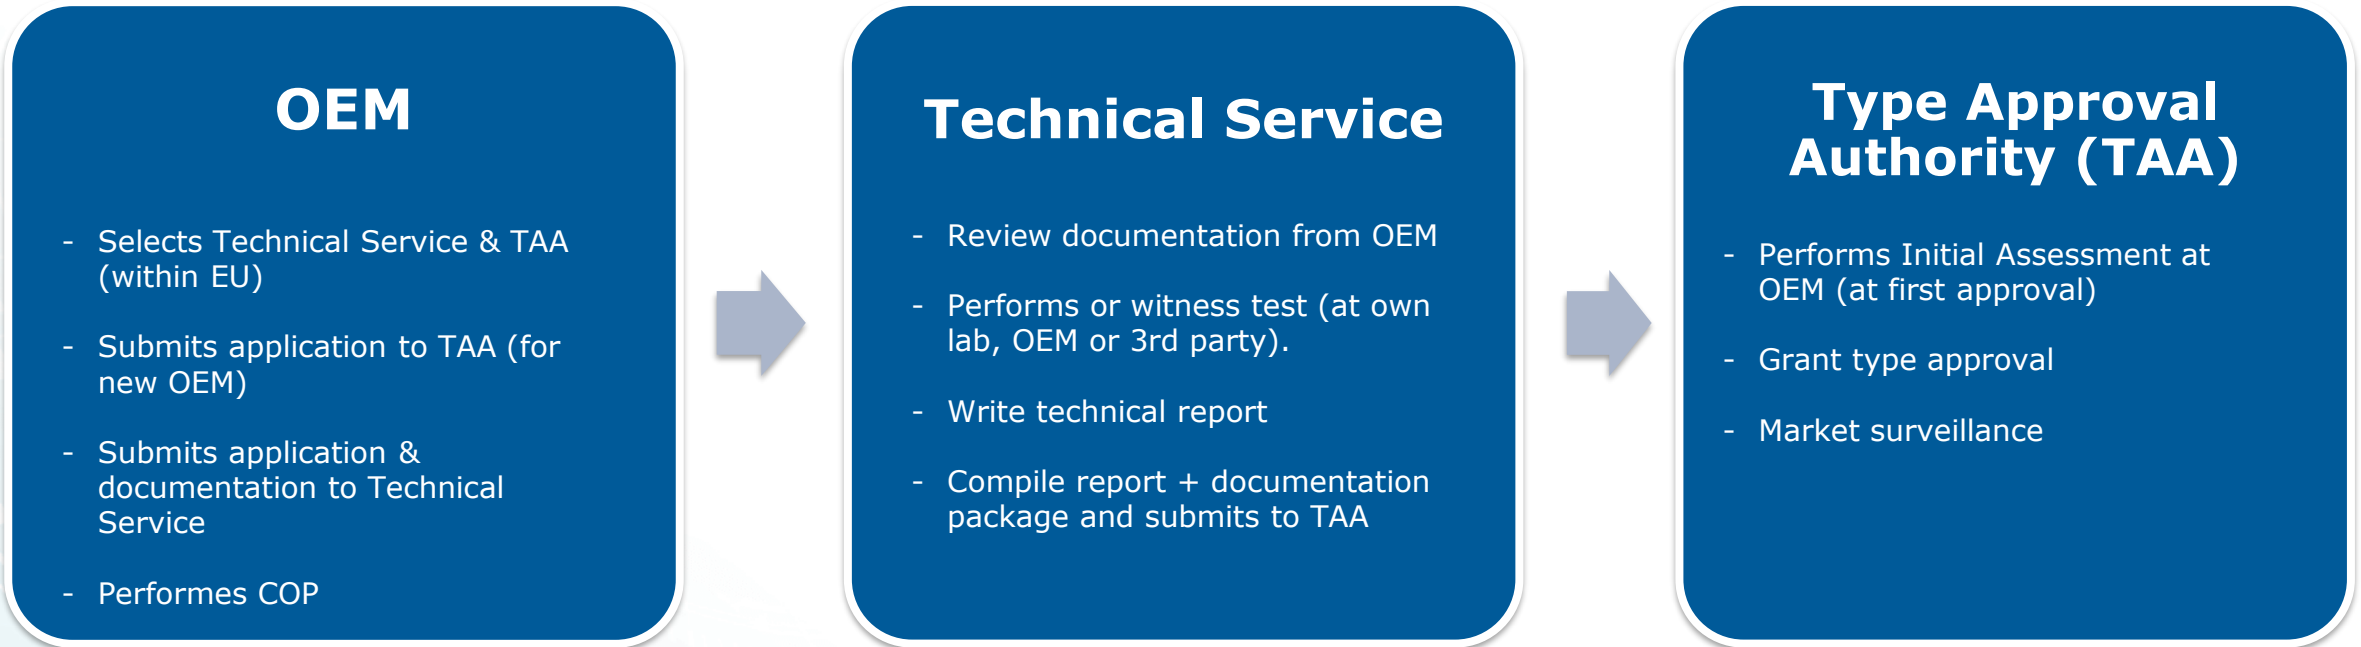 OEM
- Selects Technical Service & TAA
(within EU)
- Submits application to TAA (for
new OEM)
- Submits application &
documentation to Technical
Service
- Performes COP
Technical Service
- Review documentation from OEM
- Performs or witness test (at own
lab, OEM or 3rd party).
- Write technical report
- Compile report + documentation
package and submits to TAA
Type Approval
Authority (TAA)
- Performs Initial Assessment at
OEM (at first approval)
- Grant type approval
- Market surveillance